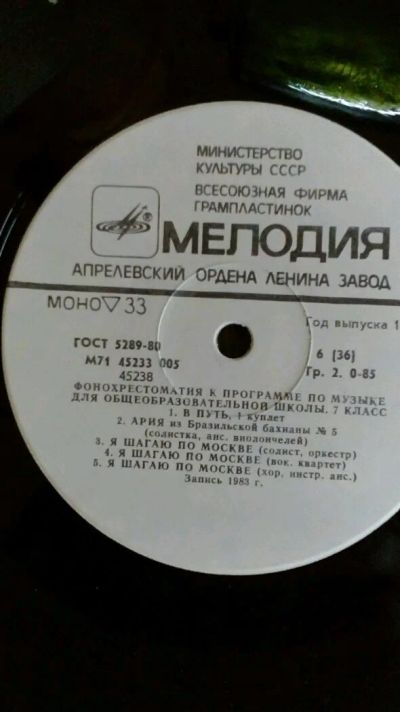 МИНИСТЕРСТВО
КУЛЬТУРЫ СССР
ВСЕСОЮЗНАЯ ФИРМА
ГРАМПЛАСТИНОК
® МЕЛОДИЯ
АПРЕЛЕВСКИЙ ОРДЕНА ЛЕНИНА ЗАВОД
МОНО ▽ 33
Год выпуска 1
ГОСТ 5289-80
6 (36)
М71 45233 005
Гр. 2. 0-85
45238
ФОНОХРЕСТОМАТИЯ К ПРОГРАММЕ ПО МУЗЫКЕ
ДЛЯ ОБЩЕОБРАЗОВАТЕЛЬНОЙ ШКОЛЫ. 7 КЛАСС
1. В ПУТЬ, 1 куплет
2. АРИЯ из Бразильской бахианы № 5
(солистка, анс. виолончелей)
3. Я ШАГАЮ ПО МОСКВЕ (солист, оркестр)
4. Я ШАГАЮ ПО МОСКВЕ (вок. квартет)
5. Я ШАГАЮ ПО МОСКВЕ (хор, инстр. анс.)
Запись 1983 г.